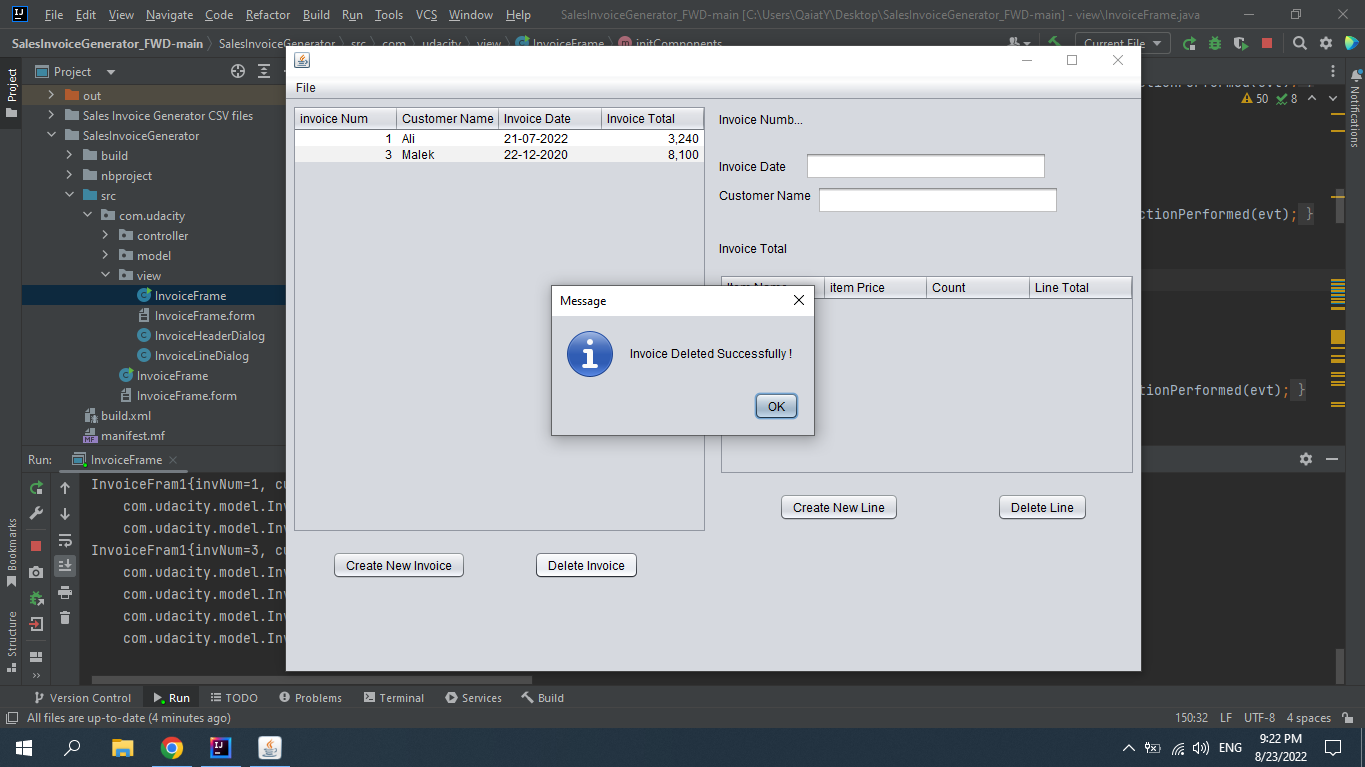 File Edit View Navigate Code Refactor Build Run Tools VCS Window Help SalesInvoiceGenerator_FWD-main [C:\Users\QaiatY\Desktop\SalesInvoiceGenerator_FWD-main] - view\InvoiceFrame.java
SalesInvoiceGenerator_FWD-main SalesInvoiceGenerator src com udacity view InvoiceFrame initComponents Current File
Project
Project
out
Sales Invoice Generator CSV files
SalesInvoiceGenerator
build
nbproject
src
com.udacity
controller
model
view
InvoiceFrame
InvoiceFrame.form
InvoiceHeaderDialog
InvoiceLineDialog
InvoiceFrame
InvoiceFrame.form
build.xml
MF manifest.mf
File
invoice Num Customer Name Invoice Date Invoice Total
1 Ali 21-07-2022 3,240
3 Malek 22-12-2020 8,100
Invoice Numb...
Invoice Date
Customer Name
Invoice Total
Item Name item Price Count Line Total
Message
Invoice Deleted Successfully !
OK
Create New Line Delete Line
Create New Invoice Delete Invoice
50 8
Notifications
ctionPerformed(evt); }
tionPerformed(evt); }
Run: InvoiceFrame
InvoiceFram1{invNum=1, cu
com.udacity.model.Inv
com.udacity.model.Inv
InvoiceFram1{invNum=3, cu
com.udacity.model.Inv
com.udacity.model.Inv
com.udacity.model.Inv
com.udacity.model.Inv
Bookmarks
Structure
Version Control Run TODO Problems Terminal Services Build
All files are up-to-date (4 minutes ago) 150:32 LF UTF-8 4 spaces
ENG 9:22 PM
8/23/2022